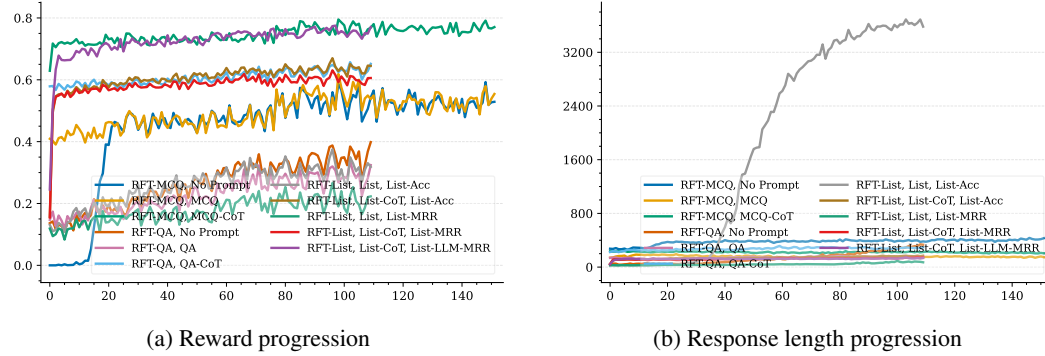 0.8
0.6
0.4
0.2
0.0
RFT-MCQ, No Prompt
RFT-MCQ, MCQ
RFT-MCQ, MCQ-CoT
RFT-QA, No Prompt
RFT-QA, QA
RFT-QA, QA-CoT
RFT-List, List, List-Acc
RFT-List, List-CoT, List-Acc
RFT-List, List, List-MRR
RFT-List, List-CoT, List-MRR
RFT-List, List-CoT, List-LLM-MRR
0 20 40 60 80 100 120 140
(a) Reward progression
3200
2400
1600
800
0
RFT-MCQ, No Prompt
RFT-MCQ, MCQ
RFT-MCQ, MCQ-CoT
RFT-QA, No Prompt
RFT-QA, QA
RFT-QA, QA-CoT
RFT-List, List, List-Acc
RFT-List, List-CoT, List-Acc
RFT-List, List, List-MRR
RFT-List, List-CoT, List-MRR
RFT-List, List-CoT, List-LLM-MRR
0 20 40 60 80 100 120 140
(b) Response length progression